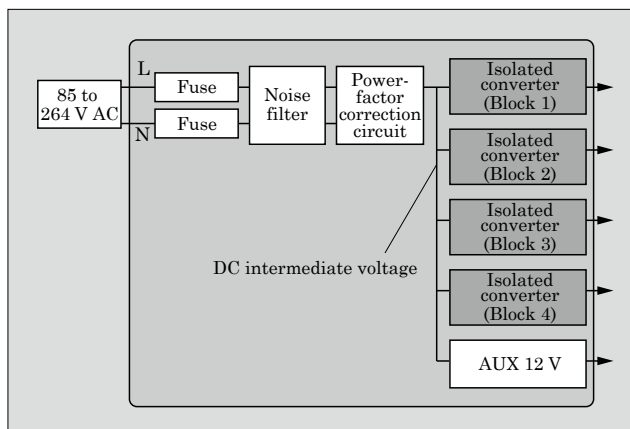 L
N
85 to
264 V AC
Fuse
Fuse
Noise
filter
Power-
factor
correction
circuit
Isolated
converter
(Block 1)
Isolated
converter
(Block 2)
Isolated
converter
(Block 3)
Isolated
converter
(Block 4)
DC intermediate voltage
AUX 12 V